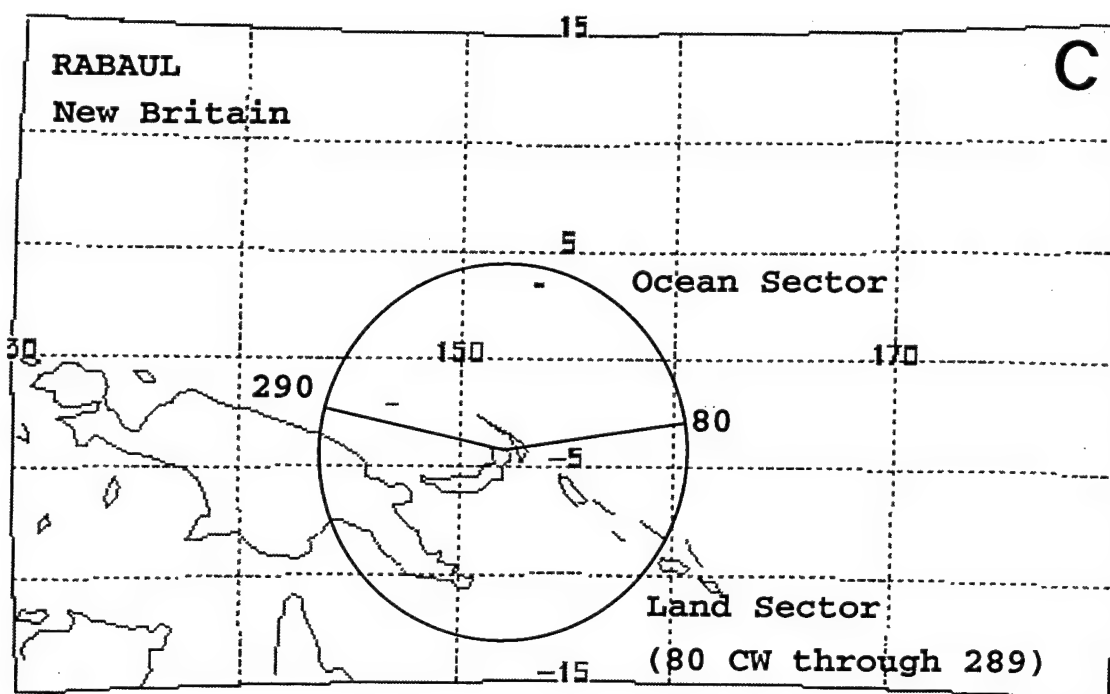 15
RABAUL
C
New Britain
5
Ocean Sector
30
150
170
290
80
-5
Land Sector
(80 CW through 289)
-15